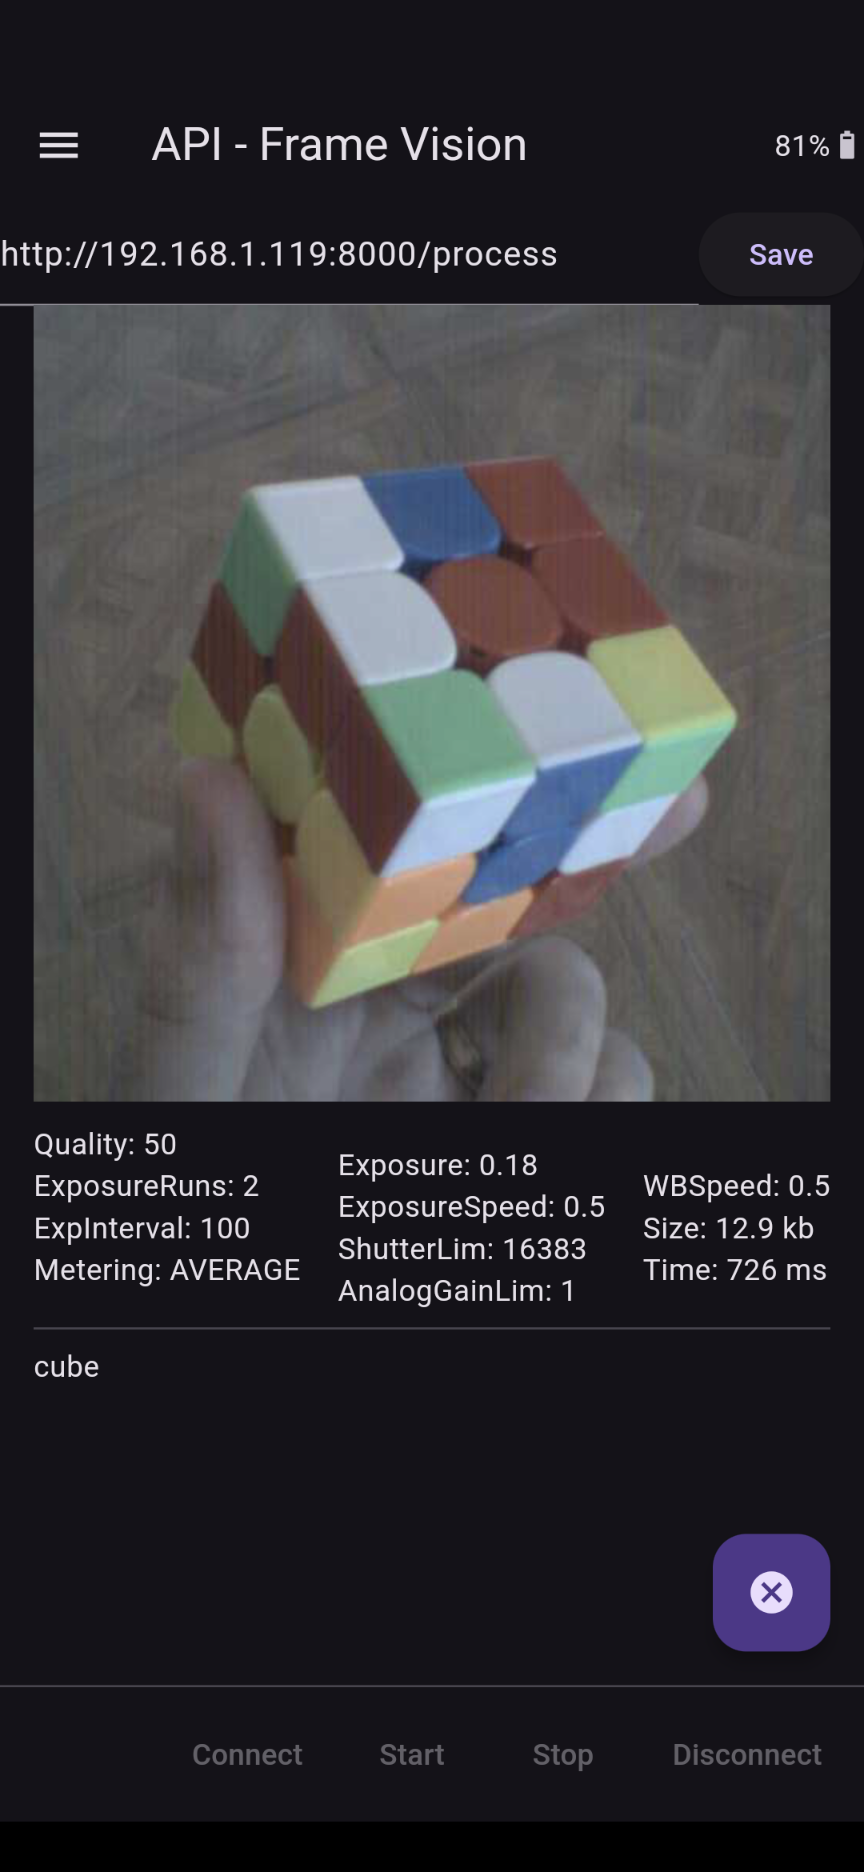 API - Frame Vision
81%
http://192.168.1.119:8000/process
Save
Quality: 50
ExposureRuns: 2
ExpInterval: 100
Metering: AVERAGE
Exposure: 0.18
ExposureSpeed: 0.5
ShutterLim: 16383
AnalogGainLim: 1
WBSpeed: 0.5
Size: 12.9 kb
Time: 726 ms
cube
Connect
Start
Stop
Disconnect